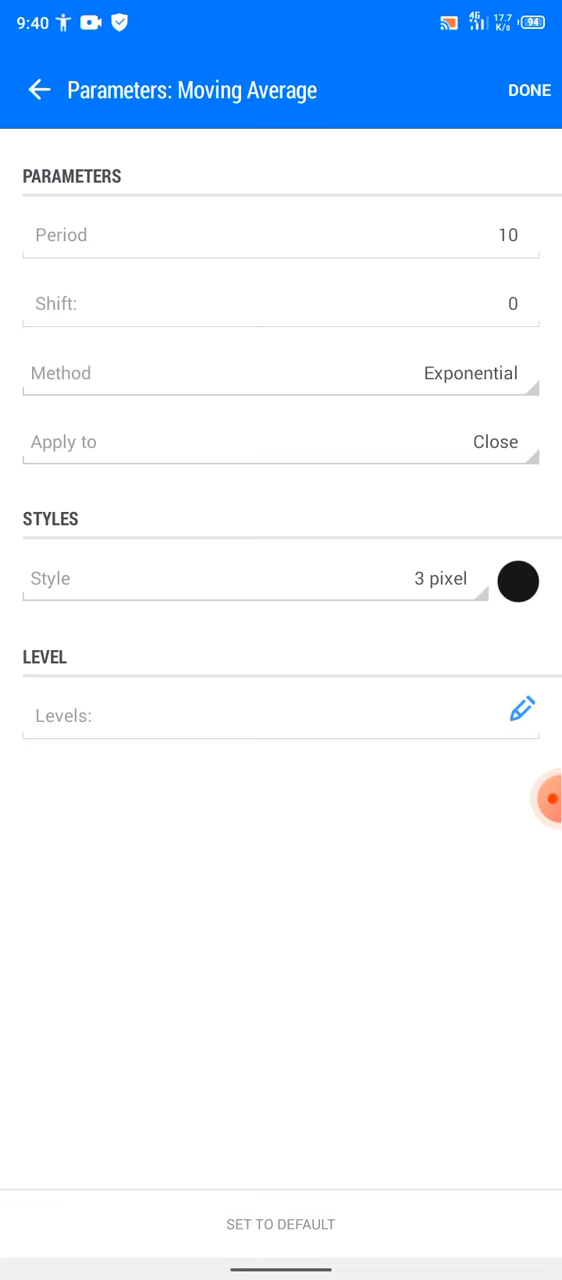 9:40 4G 17.7 K/s 94
Parameters: Moving Average DONE
PARAMETERS
Period 10
Shift: 0
Method Exponential
Apply to Close
STYLES
Style 3 pixel
LEVEL
Levels:
SET TO DEFAULT